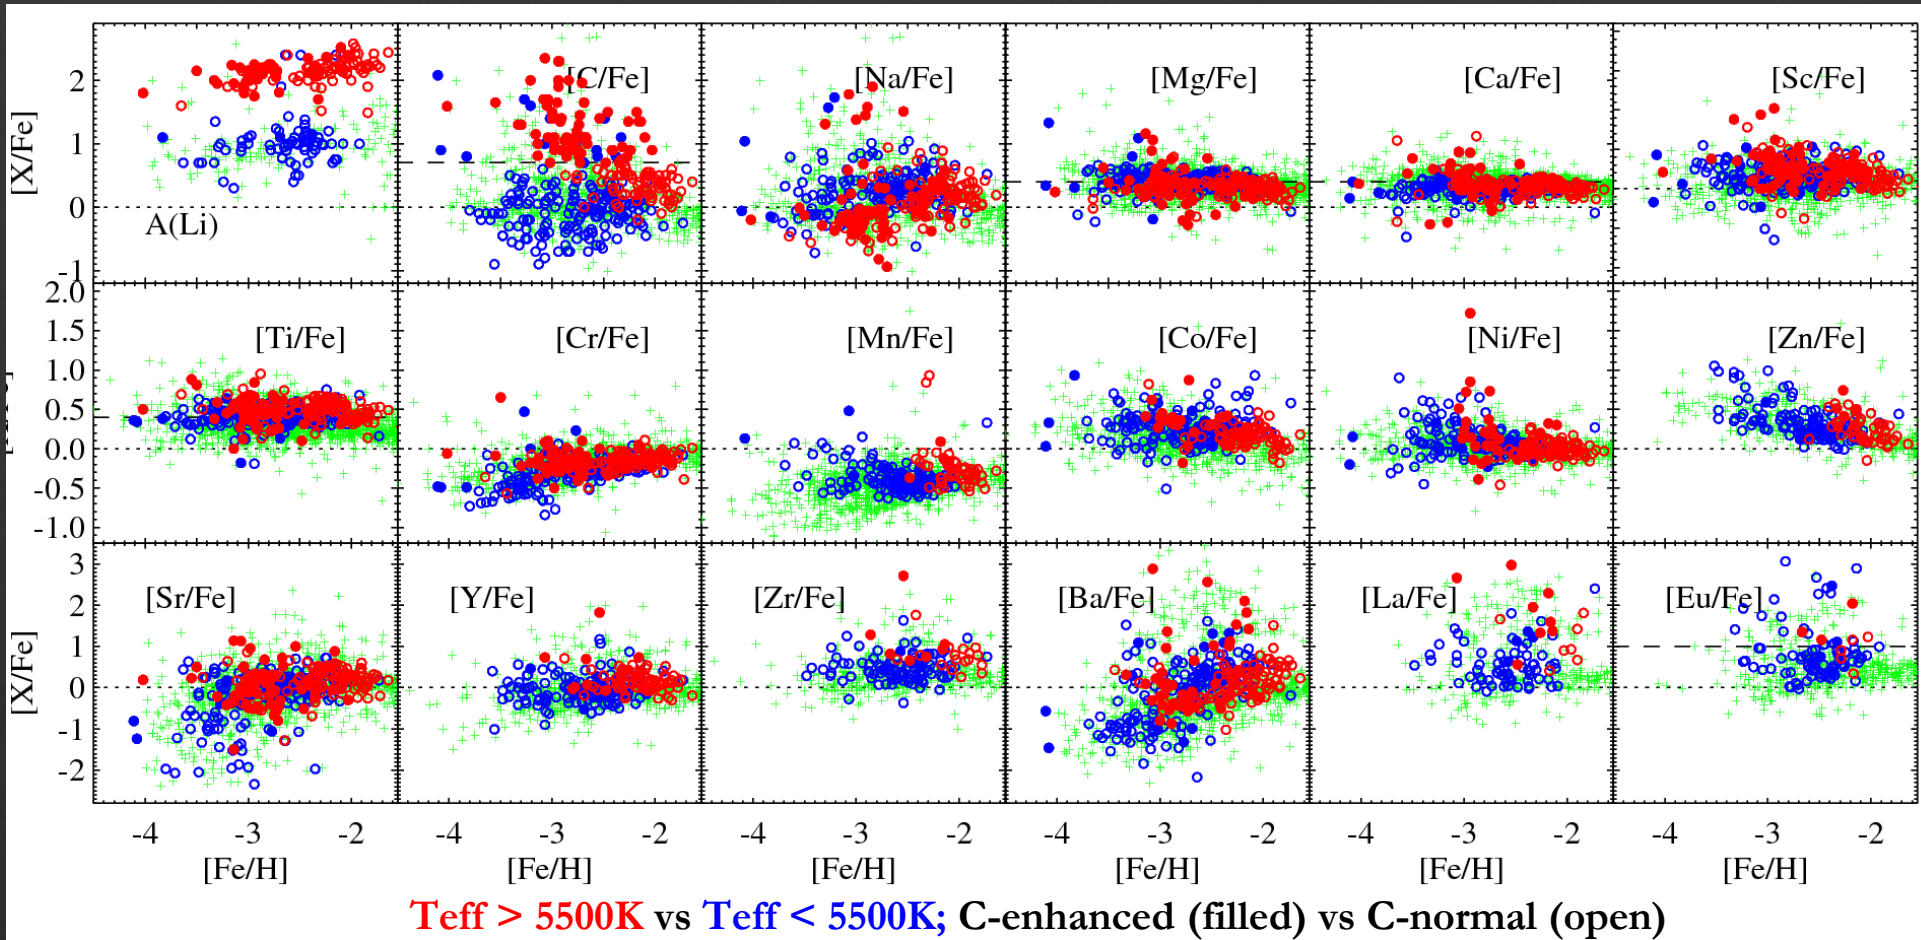 [X/Fe]
2
1
0
-1
A(Li)
[C/Fe]
[Na/Fe]
[Mg/Fe]
[Ca/Fe]
[Sc/Fe]
2.0
1.5
1.0
0.5
0.0
-0.5
-1.0
[Ti/Fe]
[Cr/Fe]
[Mn/Fe]
[Co/Fe]
[Ni/Fe]
[Zn/Fe]
[X/Fe]
3
2
1
0
-1
-2
[Sr/Fe]
[Y/Fe]
[Zr/Fe]
[Ba/Fe]
[La/Fe]
[Eu/Fe]
-4 -3 -2 -4 -3 -2 -4 -3 -2 -4 -3 -2 -4 -3 -2 -4 -3 -2
[Fe/H] [Fe/H] [Fe/H] [Fe/H] [Fe/H] [Fe/H]
Teff > 5500K vs Teff < 5500K; C-enhanced (filled) vs C-normal (open)